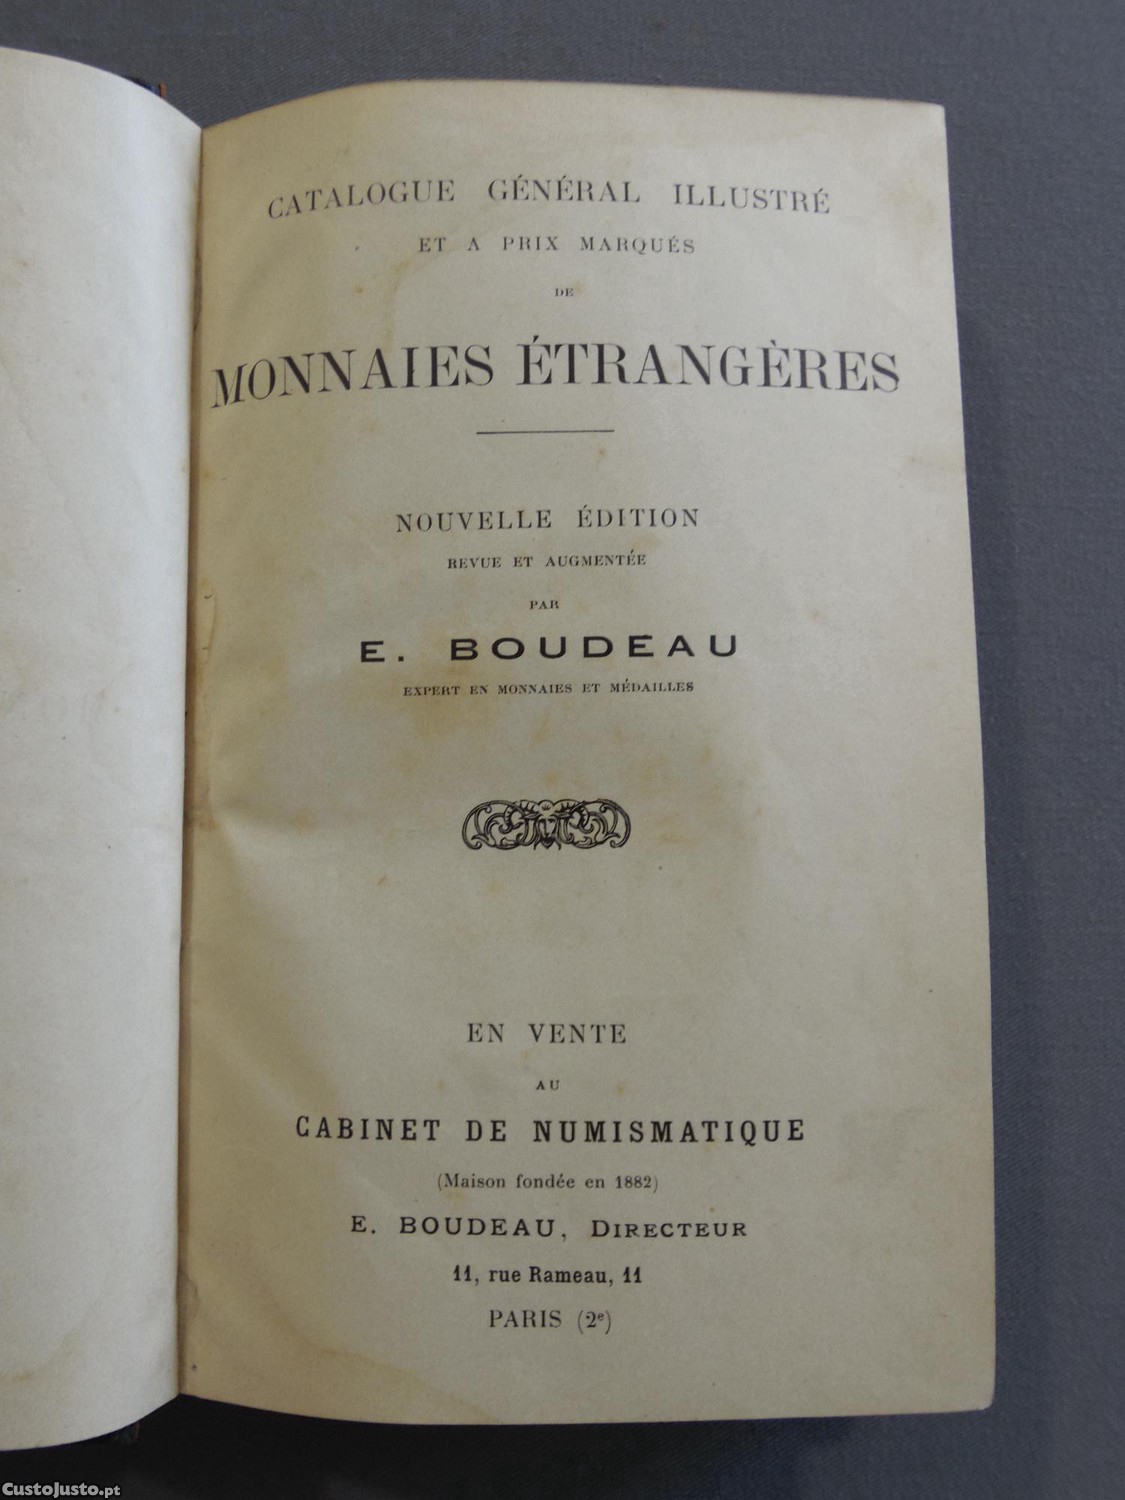 CATALOGUE GÉNÉRAL ILLUSTRÉ
ET A PRIX MARQUÉS
DE
MONNAIES ÉTRANGÈRES
NOUVELLE ÉDITION
REVUE ET AUGMENTÉE
PAR
E. BOUDEAU
EXPERT EN MONNAIES ET MÉDAILLES
EN VENTE
AU
CABINET DE NUMISMATIQUE
(Maison fondée en 1882)
E. BOUDEAU, DIRECTEUR
11, rue Rameau, 11
PARIS (2e)
CustoJusto.pt